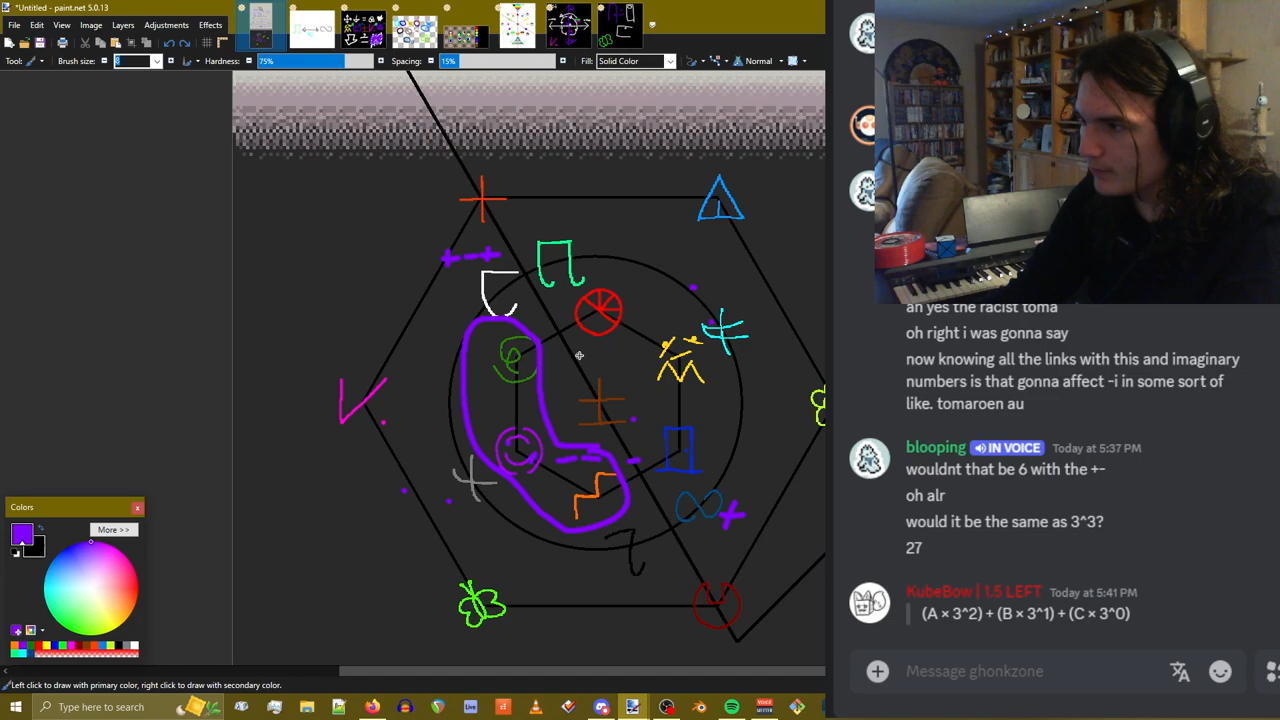 *Untitled - paint.net 5.0.13
File Edit View Image Layers Adjustments Effects
Tool: Brush size: 8 Hardness: 75% Spacing: 15% Fill: Solid Color Normal
Colors
More >>
Left click to draw with primary color, right click to draw with secondary color.
Type here to search
Live
ah yes the racist toma
oh right i was gonna say
now knowing all the links with this and imaginary
numbers is that gonna affect -i in some sort of
like. tomaroen au
blooping IN VOICE Today at 5:37 PM
wouldnt that be 6 with the +-
oh alr
would it be the same as 3^3?
27
KubeBow | 1.5 LEFT Today at 5:41 PM
(A × 3^2) + (B × 3^1) + (C × 3^0)
Message ghonkzone